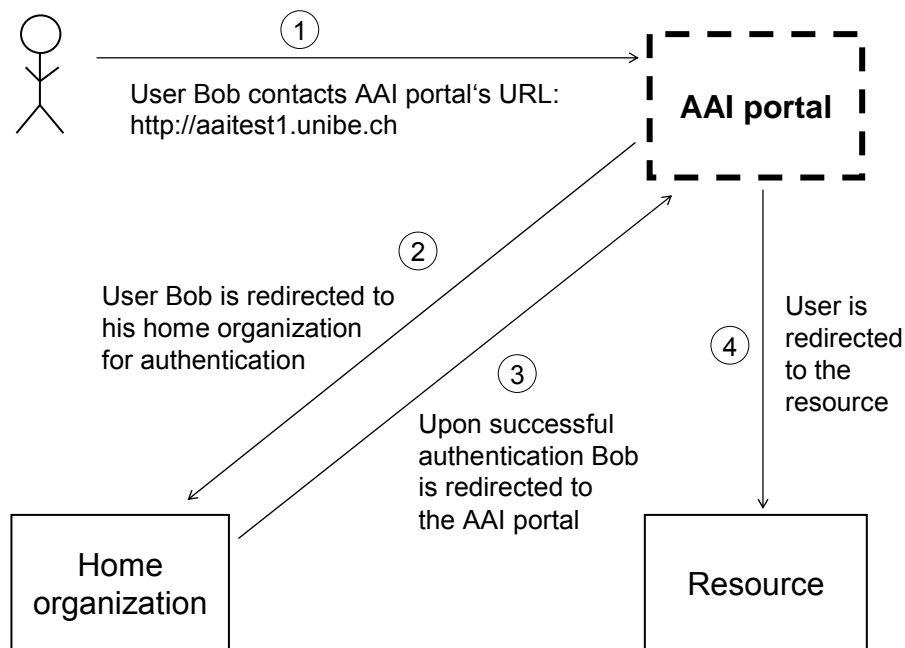 1
User Bob contacts AAI portal‘s URL:
http://aaitest1.unibe.ch
AAI portal
2
User Bob is redirected to
his home organization
for authentication
3
Upon successful
authentication Bob
is redirected to
the AAI portal
4
User is
redirected
to the
resource
Home
organization
Resource